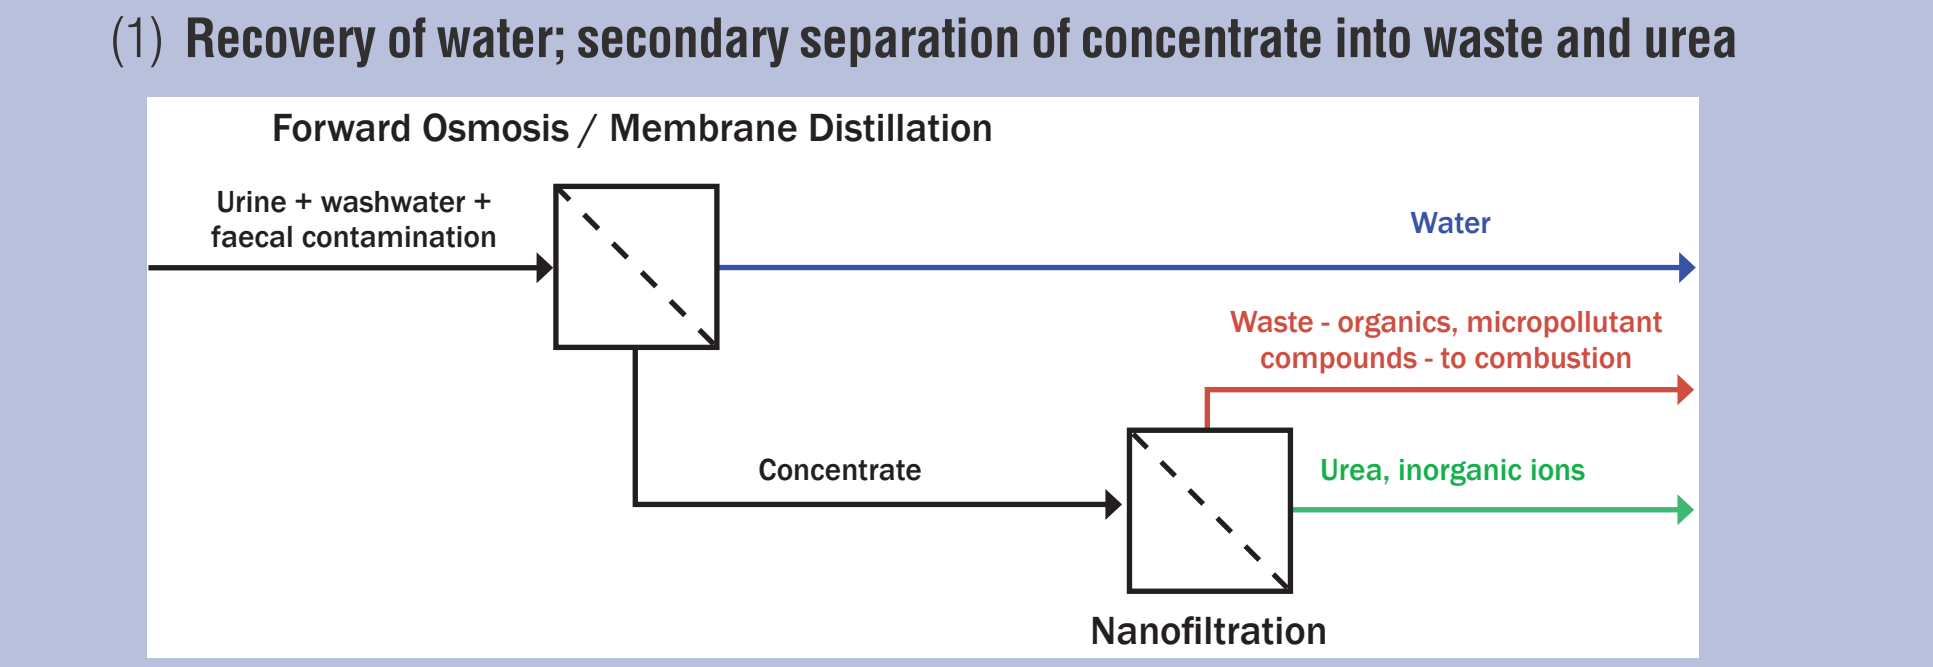 (1) Recovery of water; secondary separation of concentrate into waste and urea
Forward Osmosis / Membrane Distillation
Urine + washwater +
faecal contamination
Water
Waste - organics, micropollutant
compounds - to combustion
Concentrate
Urea, inorganic ions
Nanofiltration